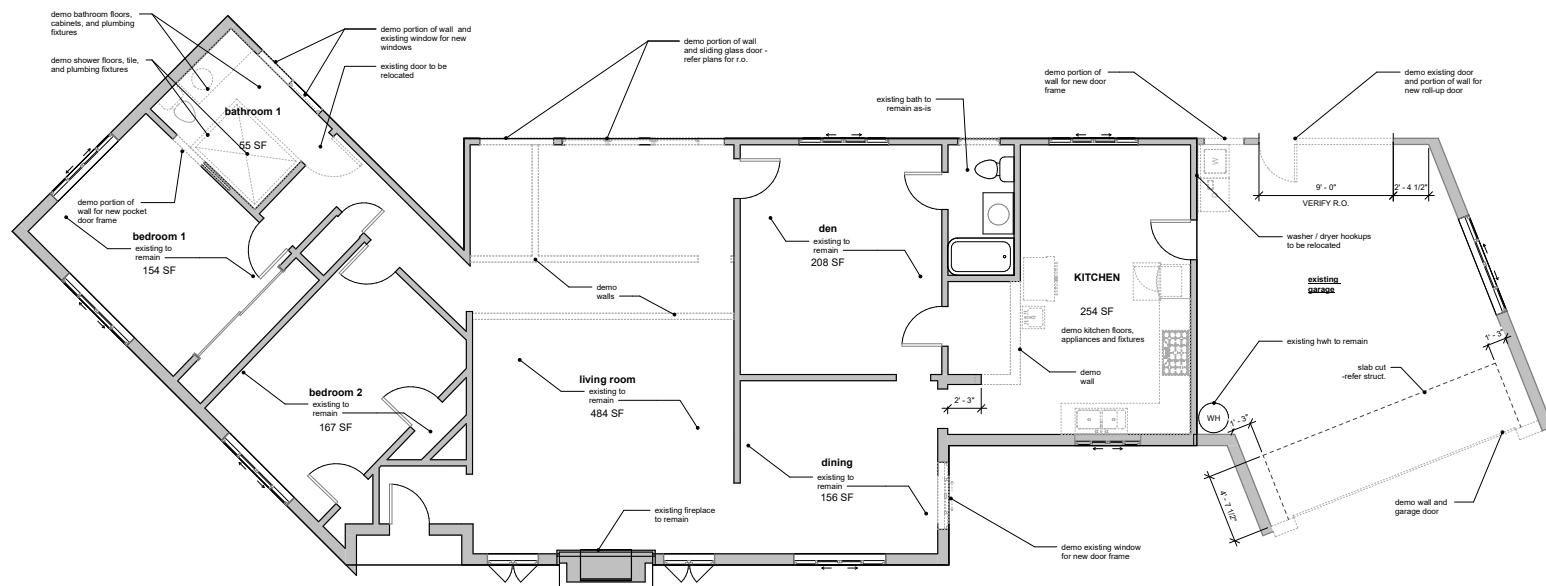 demo bathroom floors,
cabinets, and plumbing
fixtures
demo shower floors, tile,
and plumbing fixtures
demo portion of wall and
existing window for new
windows
existing door to be
relocated
bathroom 1
55 SF
demo portion of
wall for new pocket
door frame
bedroom 1
existing to
remain
154 SF
bedroom 2
existing to
remain
167 SF
demo portion of wall
and sliding glass door -
refer plans for r.o.
demo
walls
living room
existing to
remain
484 SF
existing fireplace
to remain
existing bath to
remain as-is
den
existing to
remain
208 SF
dining
existing to
remain
156 SF
2' - 3"
KITCHEN
254 SF
demo kitchen floors,
appliances and fixtures
demo
wall
demo existing window
for new door frame
demo portion of
wall for new door
frame
demo existing door
and portion of wall for
new roll-up door
W
9' - 0"
VERIFY R.O.
2' - 4 1/2"
washer / dryer hookups
to be relocated
existing
garage
existing hwh to remain
WH
1' - 3"
1' - 3"
slab cut
-refer struct.
4' - 7 1/2"
demo wall and
garage door